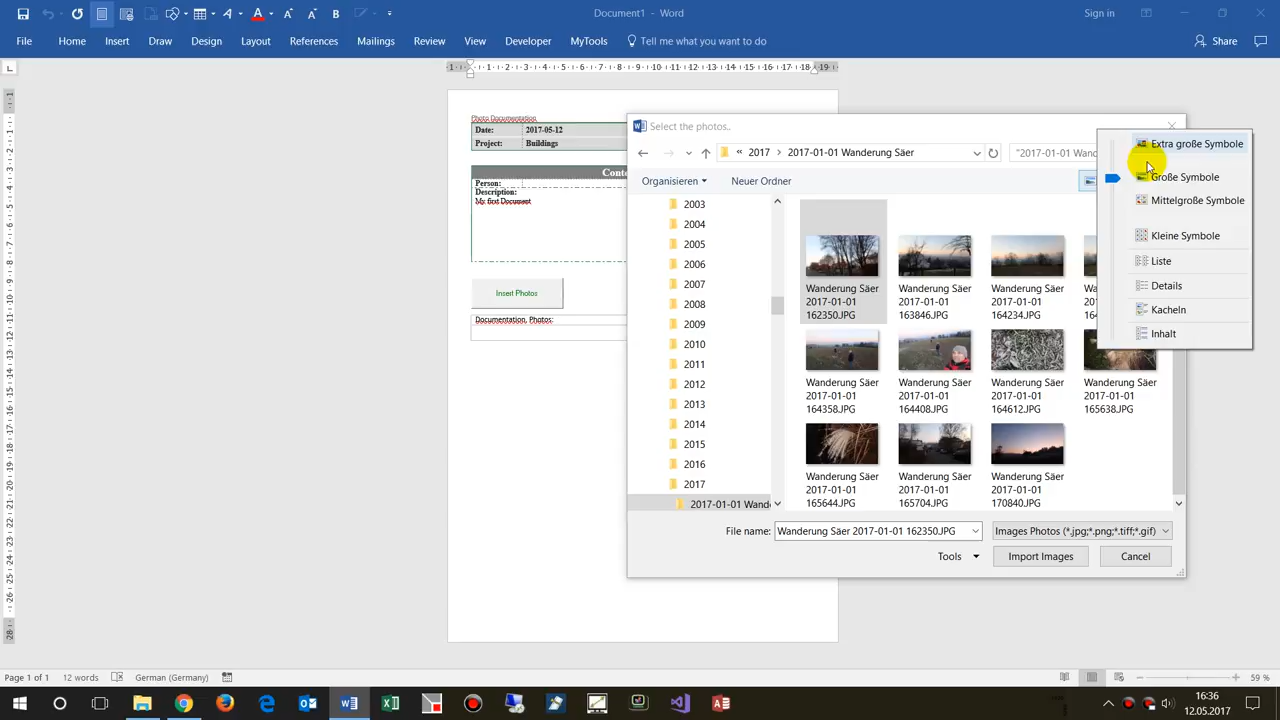 Document1 - Word
Sign in
File Home Insert Draw Design Layout References Mailings Review View Developer MyTools Tell me what you want to do
Share
Photo Documentation
Date: 2017-05-12
Project: Buildings
Conte
Person:
Description:
My first Document
Insert Photos
Documentation, Photos:
Select the photos..
« 2017 > 2017-01-01 Wanderung Säer
"2017-01-01 Wand
Organisieren Neuer Ordner
2003
2004
2005
2006
2007
2008
2009
2010
2011
2012
2013
2014
2015
2016
2017
2017-01-01 Wand
Wanderung Säer 2017-01-01 162350.JPG
Wanderung Säer 2017-01-01 163846.JPG
Wanderung Säer 2017-01-01 164234.JPG
Wanderung Säer 2017-01-01 164358.JPG
Wanderung Säer 2017-01-01 164408.JPG
Wanderung Säer 2017-01-01 164612.JPG
Wanderung Säer 2017-01-01 165638.JPG
Wanderung Säer 2017-01-01 165644.JPG
Wanderung Säer 2017-01-01 165704.JPG
Wanderung Säer 2017-01-01 170840.JPG
Extra große Symbole
Große Symbole
Mittelgroße Symbole
Kleine Symbole
Liste
Details
Kacheln
Inhalt
File name: Wanderung Säer 2017-01-01 162350.JPG
Images Photos (*.jpg;*.png;*.tiff;*.gif)
Tools
Import Images
Cancel
Page 1 of 1 12 words German (Germany)
59 %
16:36
12.05.2017